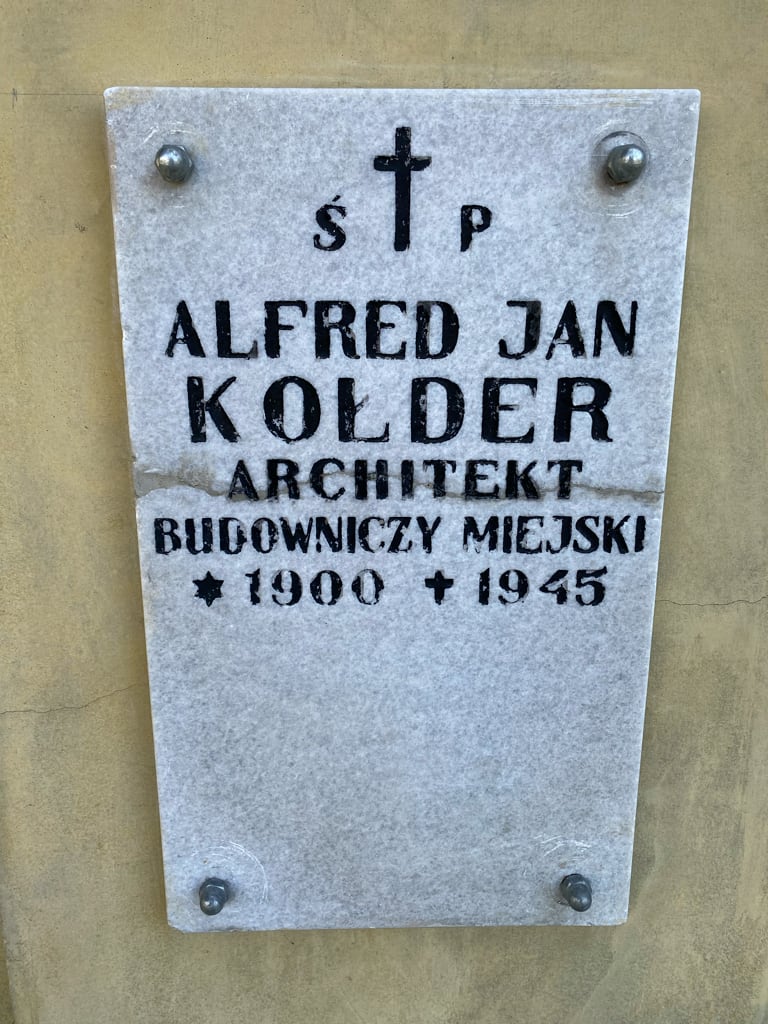 Ś ✝ P
ALFRED JAN
KOŁDER
ARCHITEKT
BUDOWNICZY MIEJSKI
★ 1900 ✝ 1945